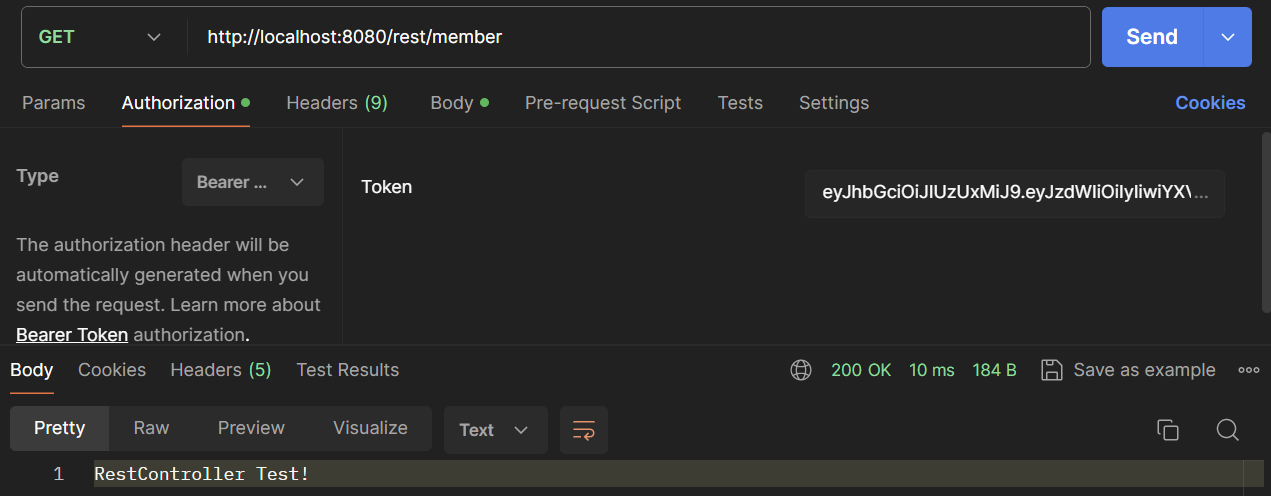 GET http://localhost:8080/rest/member Send
Params Authorization Headers (9) Body Pre-request Script Tests Settings Cookies
Type Bearer ...
Token eyJhbGciOiJIUzUxMiJ9.eyJzdWIiOiIyIiwiYX...
The authorization header will be
automatically generated when you
send the request. Learn more about
Bearer Token authorization.
Body Cookies Headers (5) Test Results 200 OK 10 ms 184 B Save as example
Pretty Raw Preview Visualize Text
1 RestController Test!